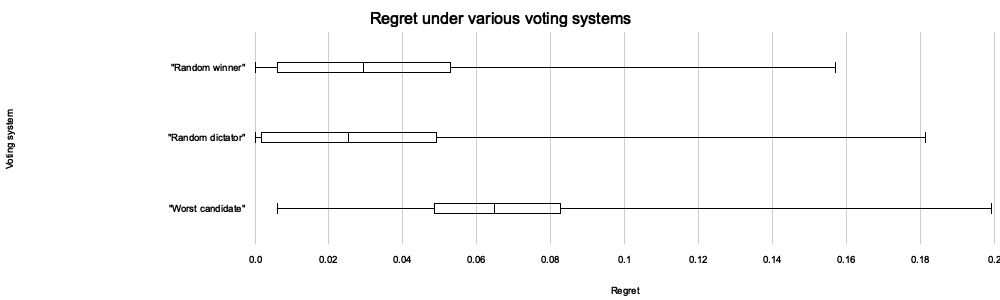 Regret under various voting systems
Voting system
"Random winner"
"Random dictator"
"Worst candidate"
0.0 0.02 0.04 0.06 0.08 0.1 0.12 0.14 0.16 0.18 0.2
Regret